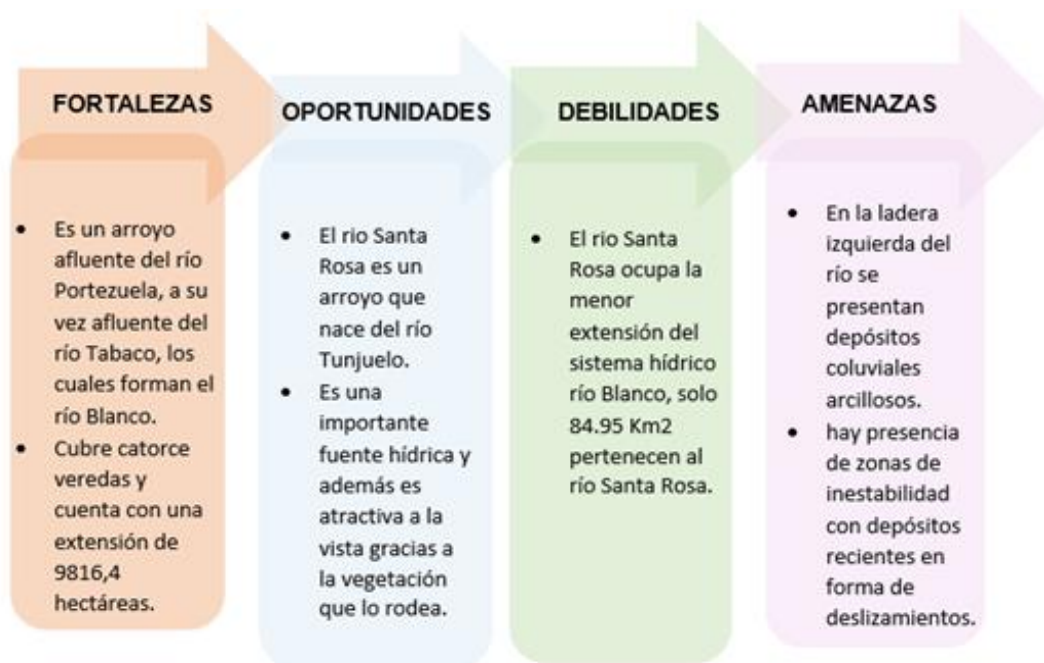 FORTALEZAS
• Es un arroyo
afluente del río
Portezuela, a su
vez afluente del
río Tabaco, los
cuales forman el
río Blanco.
• Cubre catorce
veredas y
cuenta con una
extensión de
9816,4
hectáreas.
OPORTUNIDADES
• El rio Santa
Rosa es un
arroyo que
nace del río
Tunjuelo.
• Es una
importante
fuente hídrica y
además es
atractiva a la
vista gracias a
la vegetación
que lo rodea.
DEBILIDADES
• El rio Santa
Rosa ocupa la
menor
extensión del
sistema hídrico
río Blanco, solo
84.95 Km2
pertenecen al
río Santa Rosa.
AMENAZAS
• En la ladera
izquierda del
río se
presentan
depósitos
coluviales
arcillosos.
• hay presencia
de zonas de
inestabilidad
con depósitos
recientes en
forma de
deslizamientos.